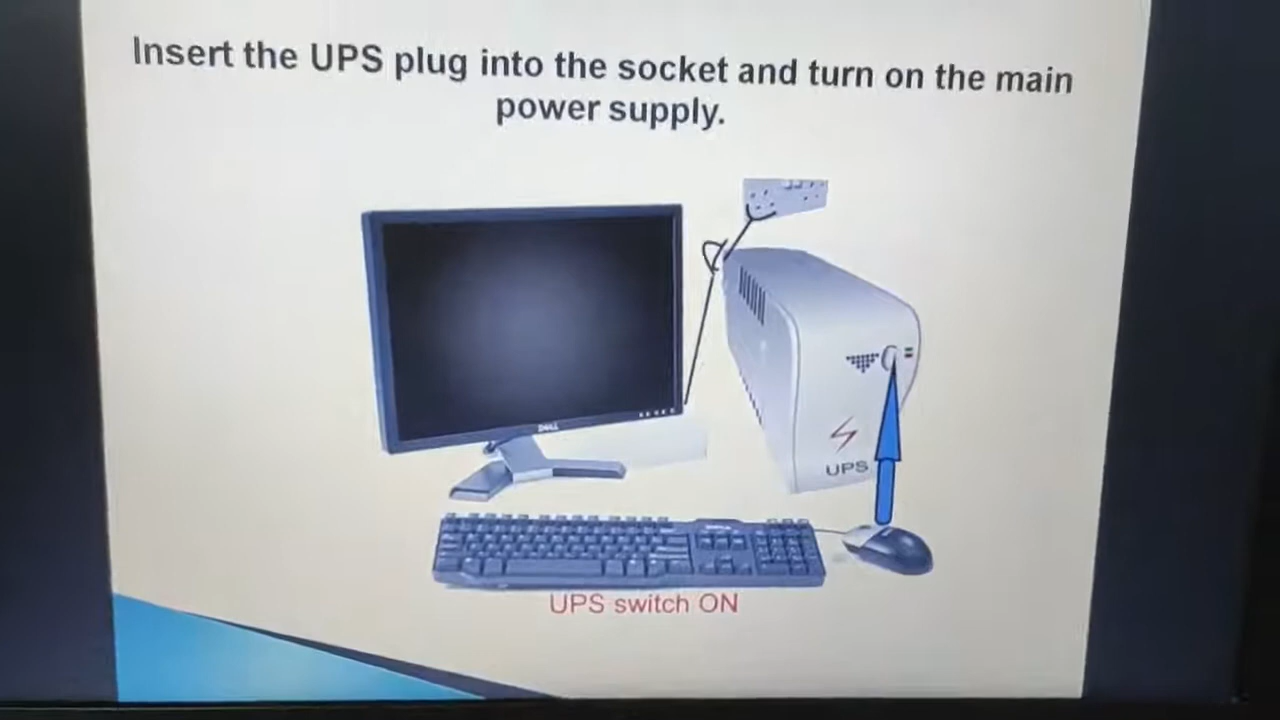 Insert the UPS plug into the socket and turn on the main
power supply.
DELL
UPS
UPS switch ON